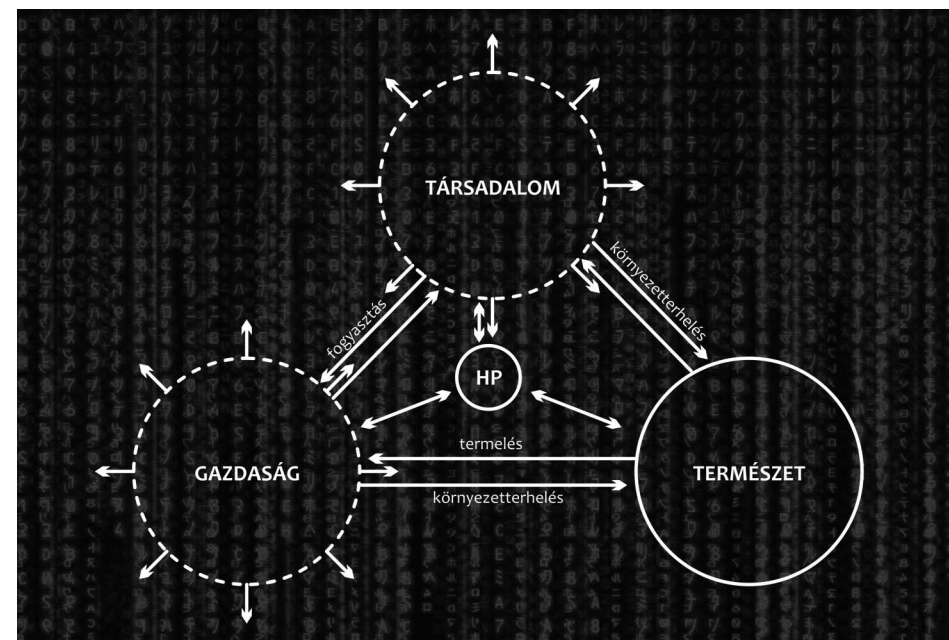 TÁRSADALOM
környezetterhelés
fogyasztás
HP
termelés
GAZDASÁG
TERMÉSZET
környezetterhelés